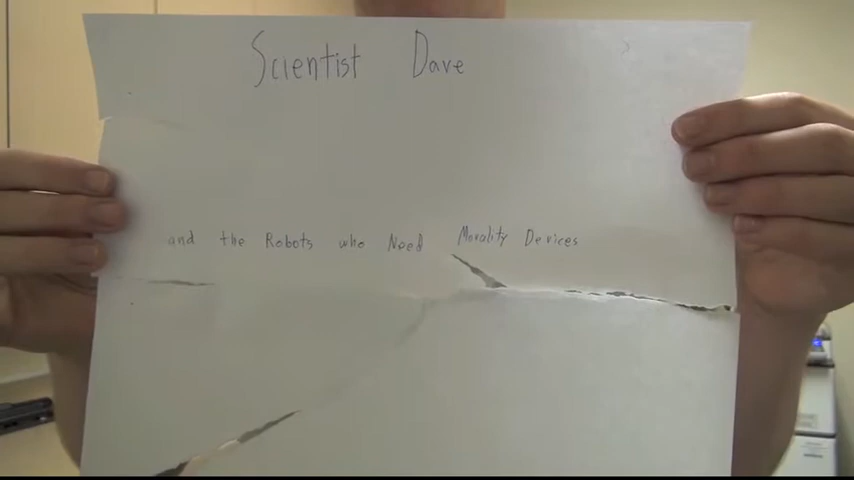 Scientist Dave
and the Robots who Need Morality Devices